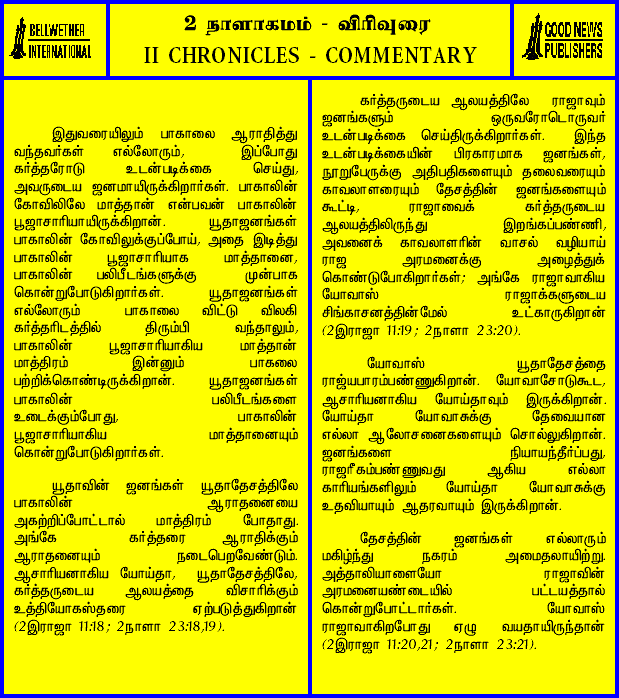 BELLWETHER
INTERNATIONAL
2 நாளாகமம் - விரிவுரை
II CHRONICLES - COMMENTARY
GOOD NEWS
PUBLISHERS
இதுவரையிலும் பாகாலை ஆராதித்து
வந்தவர்கள் எல்லோரும், இப்போது
கர்த்தரோடு உடன்படிக்கை செய்து,
அவருடைய ஜனமாயிருக்கிறார்கள். பாகாலின்
கோவிலிலே மாத்தான் என்பவன் பாகாலின்
பூஜாசாரியாயிருக்கிறான். யூதாஜனங்கள்
பாகாலின் கோவிலுக்குப்போய், அதை இடித்து
பாகாலின் பூஜாசாரியாக மாத்தானை,
பாகாலின் பலிபீடங்களுக்கு முன்பாக
கொன்றுபோடுகிறார்கள். யூதாஜனங்கள்
எல்லோரும் பாகாலை விட்டு விலகி
கர்த்தரிடத்தில் திரும்பி வந்தாலும்,
பாகாலின் பூஜாசாரியாகிய மாத்தான்
மாத்திரம் இன்னும் பாகலை
பற்றிக்கொண்டிருக்கிறான். யூதாஜனங்கள்
பாகாலின் பலிபீடங்களை
உடைக்கும்போது, பாகாலின்
பூஜாசாரியாகிய மாத்தானையும்
கொன்றுபோடுகிறார்கள்.
யூதாவின் ஜனங்கள் யூதாதேசத்திலே
பாகாலின் ஆராதனையை
அகற்றிப்போட்டால் மாத்திரம் போதாது.
அங்கே கர்த்தரை ஆராதிக்கும்
ஆராதனையும் நடைபெறவேண்டும்.
ஆசாரியனாகிய யோய்தா, யூதாதேசத்திலே,
கர்த்தருடைய ஆலயத்தை விசாரிக்கும்
உத்தியோகஸ்தரை ஏற்படுத்துகிறான்
(2இராஜா 11:18; 2நாளா 23:18,19).
கர்த்தருடைய ஆலயத்திலே ராஜாவும்
ஜனங்களும் ஒருவரோடொருவர்
உடன்படிக்கை செய்திருக்கிறார்கள். இந்த
உடன்படிக்கையின் பிரகாரமாக ஜனங்கள்,
நூறுபேருக்கு அதிபதிகளையும் தலைவரையும்
காவலாளரையும் தேசத்தின் ஜனங்களையும்
கூட்டி, ராஜாவைக் கர்த்தருடைய
ஆலயத்திலிருந்து இறங்கப்பண்ணி,
அவனைக் காவலாளரின் வாசல் வழியாய்
ராஜ அரமனைக்கு அழைத்துக்
கொண்டுபோகிறார்கள்; அங்கே ராஜாவாகிய
யோவாஸ் ராஜாக்களுடைய
சிங்காசனத்தின்மேல் உட்காருகிறான்
(2இராஜா 11:19; 2நாளா 23:20).
யோவாஸ் யூதாதேசத்தை
ராஜ்யபாரம்பண்ணுகிறான். யோவாசோடுகூட,
ஆசாரியனாகிய யோய்தாவும் இருக்கிறான்.
யோய்தா யோவாசுக்கு தேவையான
எல்லா ஆலோசனைகளையும் சொல்லுகிறான்.
ஜனங்களை நியாயந்தீர்ப்பது,
ராஜரீகம்பண்ணுவது ஆகிய எல்லா
காரியங்களிலும் யோய்தா யோவாசுக்கு
உதவியாயும் ஆதரவாயும் இருக்கிறான்.
தேசத்தின் ஜனங்கள் எல்லாரும்
மகிழ்ந்து நகரம் அமைதலாயிற்று.
அத்தாலியாளையோ ராஜாவின்
அரமனையண்டையில் பட்டயத்தால்
கொன்றுபோட்டார்கள். யோவாஸ்
ராஜாவாகிறபோது ஏழு வயதாயிருந்தான்
(2இராஜா 11:20,21; 2நாளா 23:21).